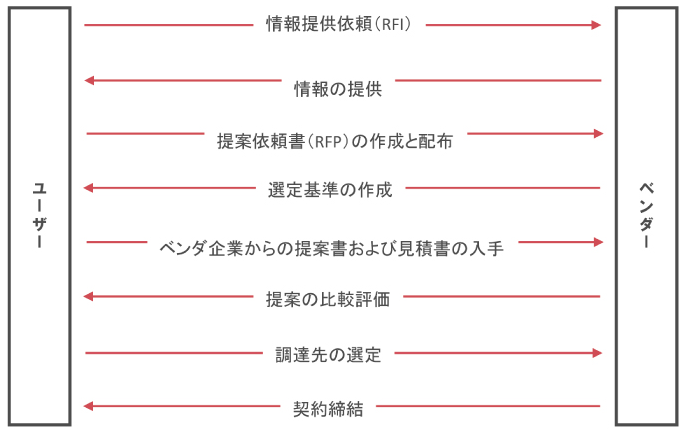 情報提供依頼（RFI）
情報の提供
提案依頼書（RFP）の作成と配布
選定基準の作成
ベンダ企業からの提案書および見積書の入手
提案の比較評価
調達先の選定
契約締結
ユーザー
ベンダー